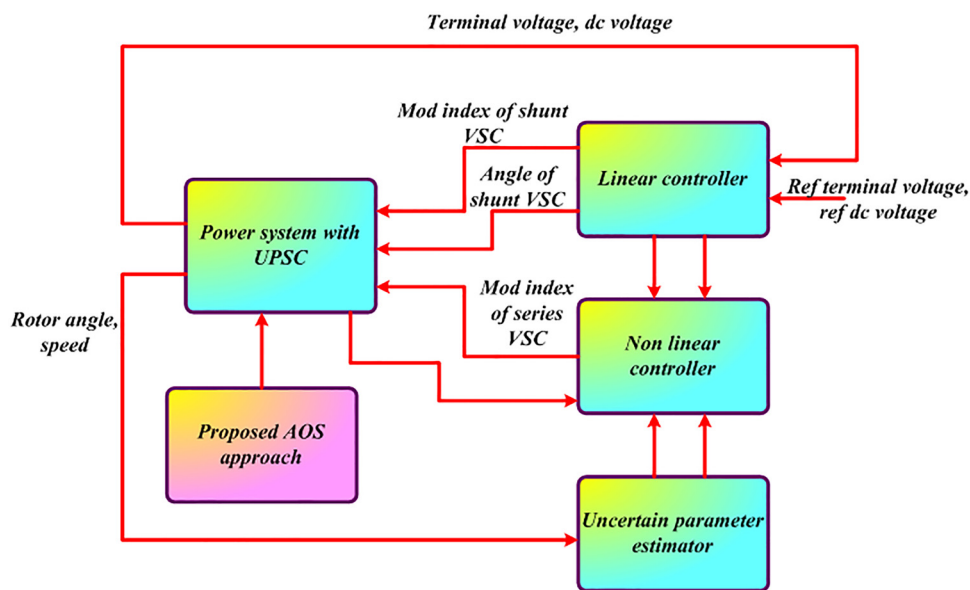 Terminal voltage, dc voltage
Mod index of shunt
VSC
Linear controller
Angle of
shunt VSC
Ref terminal voltage,
ref dc voltage
Power system with
UPSC
Mod index
of series
VSC
Rotor angle,
speed
Non linear
controller
Proposed AOS
approach
Uncertain parameter
estimator